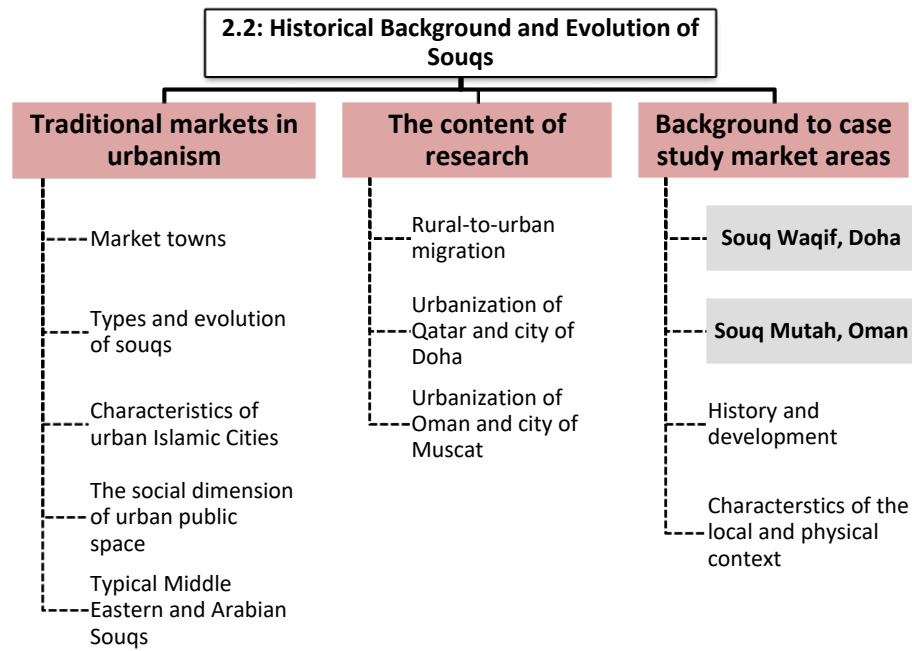 2.2: Historical Background and Evolution of
Souqs
Traditional markets in
urbanism
Market towns
Types and evolution
of souqs
Characteristics of
urban Islamic Cities
The social dimension
of urban public
space
Typical Middle
Eastern and Arabian
Souqs
The content of
research
Rural-to-urban
migration
Urbanization of
Qatar and city of
Doha
Urbanization of
Oman and city of
Muscat
Background to case
study market areas
Souq Waqif, Doha
Souq Mutah, Oman
History and
development
Characterstics of the
local and physical
context